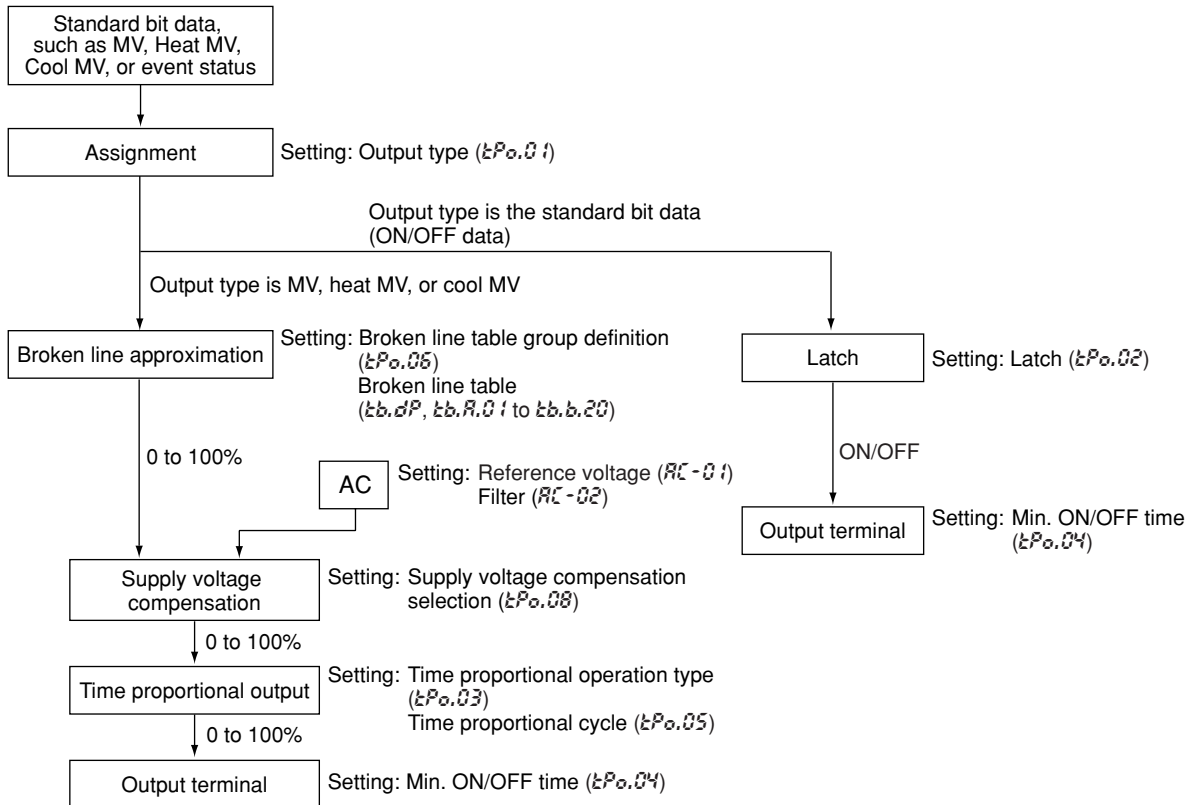 Standard bit data,
such as MV, Heat MV,
Cool MV, or event status
Assignment
Setting: Output type (tPo.01)
Output type is the standard bit data
(ON/OFF data)
Output type is MV, heat MV, or cool MV
Broken line approximation
Setting: Broken line table group definition
(tPo.06)
Broken line table
(tb.dP, tb.A.01 to tb.b.20)
Latch
Setting: Latch (tPo.02)
0 to 100%
AC
Setting: Reference voltage (AC-01)
Filter (AC-02)
ON/OFF
Output terminal
Setting: Min. ON/OFF time
(tPo.04)
Supply voltage
compensation
Setting: Supply voltage compensation
selection (tPo.08)
0 to 100%
Time proportional output
Setting: Time proportional operation type
(tPo.03)
Time proportional cycle (tPo.05)
0 to 100%
Output terminal
Setting: Min. ON/OFF time (tPo.04)